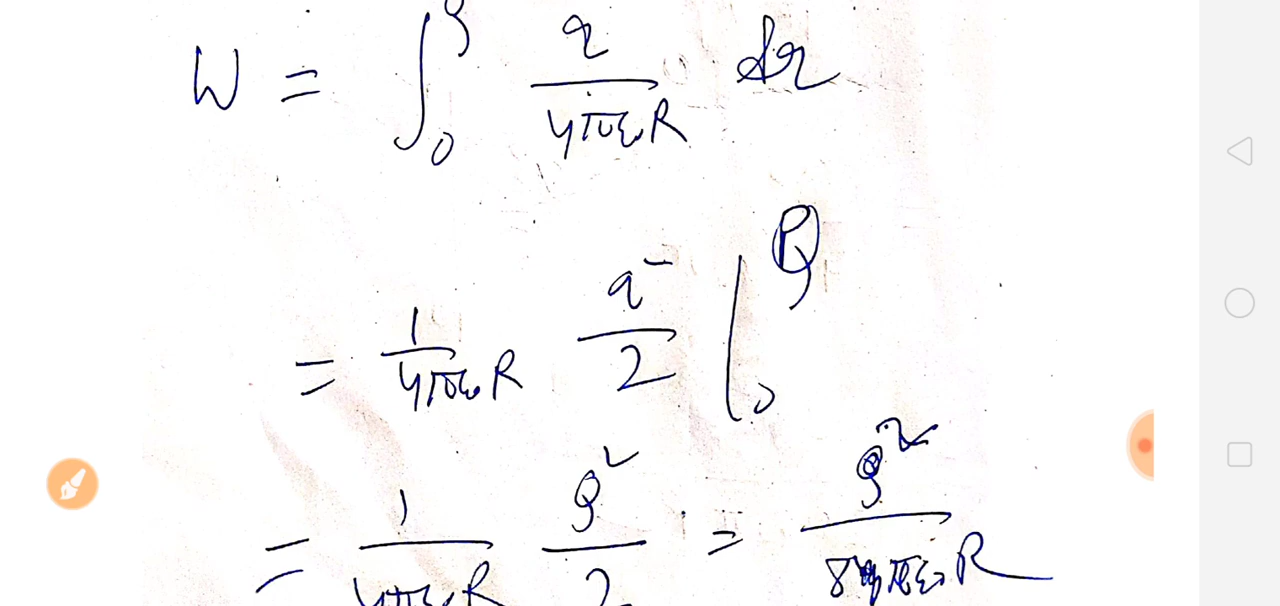 W = ∫₀^Q q/(4πε₀R) dq
= 1/(4πε₀R) q²/2 |₀^Q
= 1/(4πε₀R) Q²/2 = Q²/(8πε₀R)